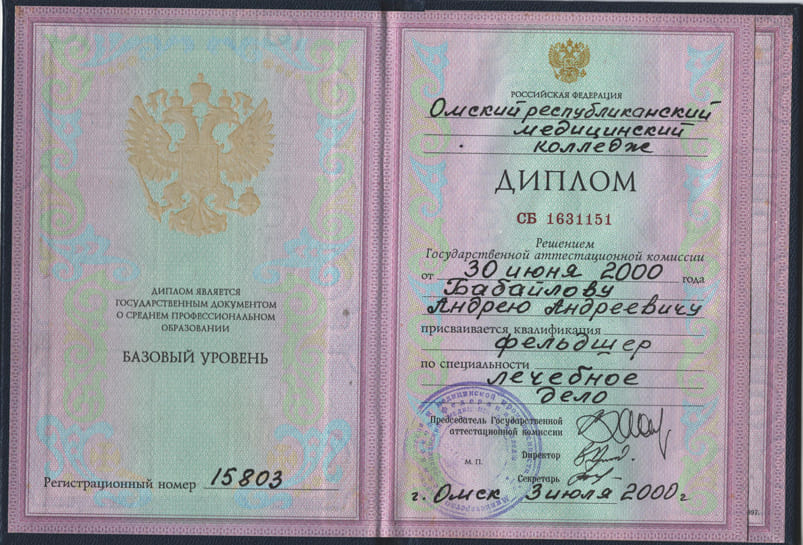 ДИПЛОМ ЯВЛЯЕТСЯ
ГОСУДАРСТВЕННЫМ ДОКУМЕНТОМ
О СРЕДНЕМ ПРОФЕССИОНАЛЬНОМ
ОБРАЗОВАНИИ
БАЗОВЫЙ УРОВЕНЬ
Регистрационный номер 15803
РОССИЙСКАЯ ФЕДЕРАЦИЯ
Омский республиканский
медицинский
колледж
ДИПЛОМ
СБ 1631151
Решением
Государственной аттестационной комиссии
от 30 июня 2000 года
Бабайлову
Андрею Андреевичу
присваивается квалификация
фельдшер
по специальности
лечебное
дело
Председатель Государственной
аттестационной комиссии
Директор
М. П.
Секретарь
г. Омск 3 июля 2000 г